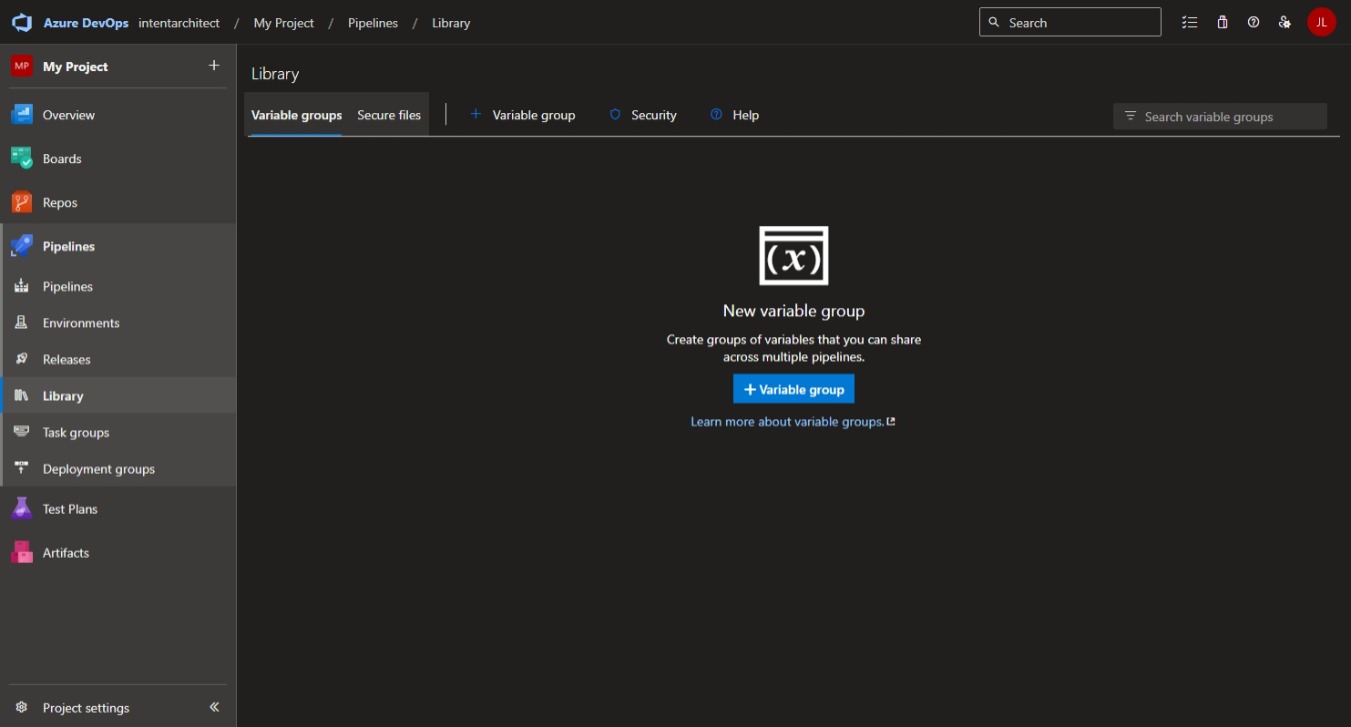 Azure DevOps intentarchitect / My Project / Pipelines / Library
Search
JL
MP My Project
Overview
Boards
Repos
Pipelines
Pipelines
Environments
Releases
Library
Task groups
Deployment groups
Test Plans
Artifacts
Project settings
Library
Variable groups Secure files
Variable group Security Help
Search variable groups
(x)
New variable group
Create groups of variables that you can share
across multiple pipelines.
+ Variable group
Learn more about variable groups.